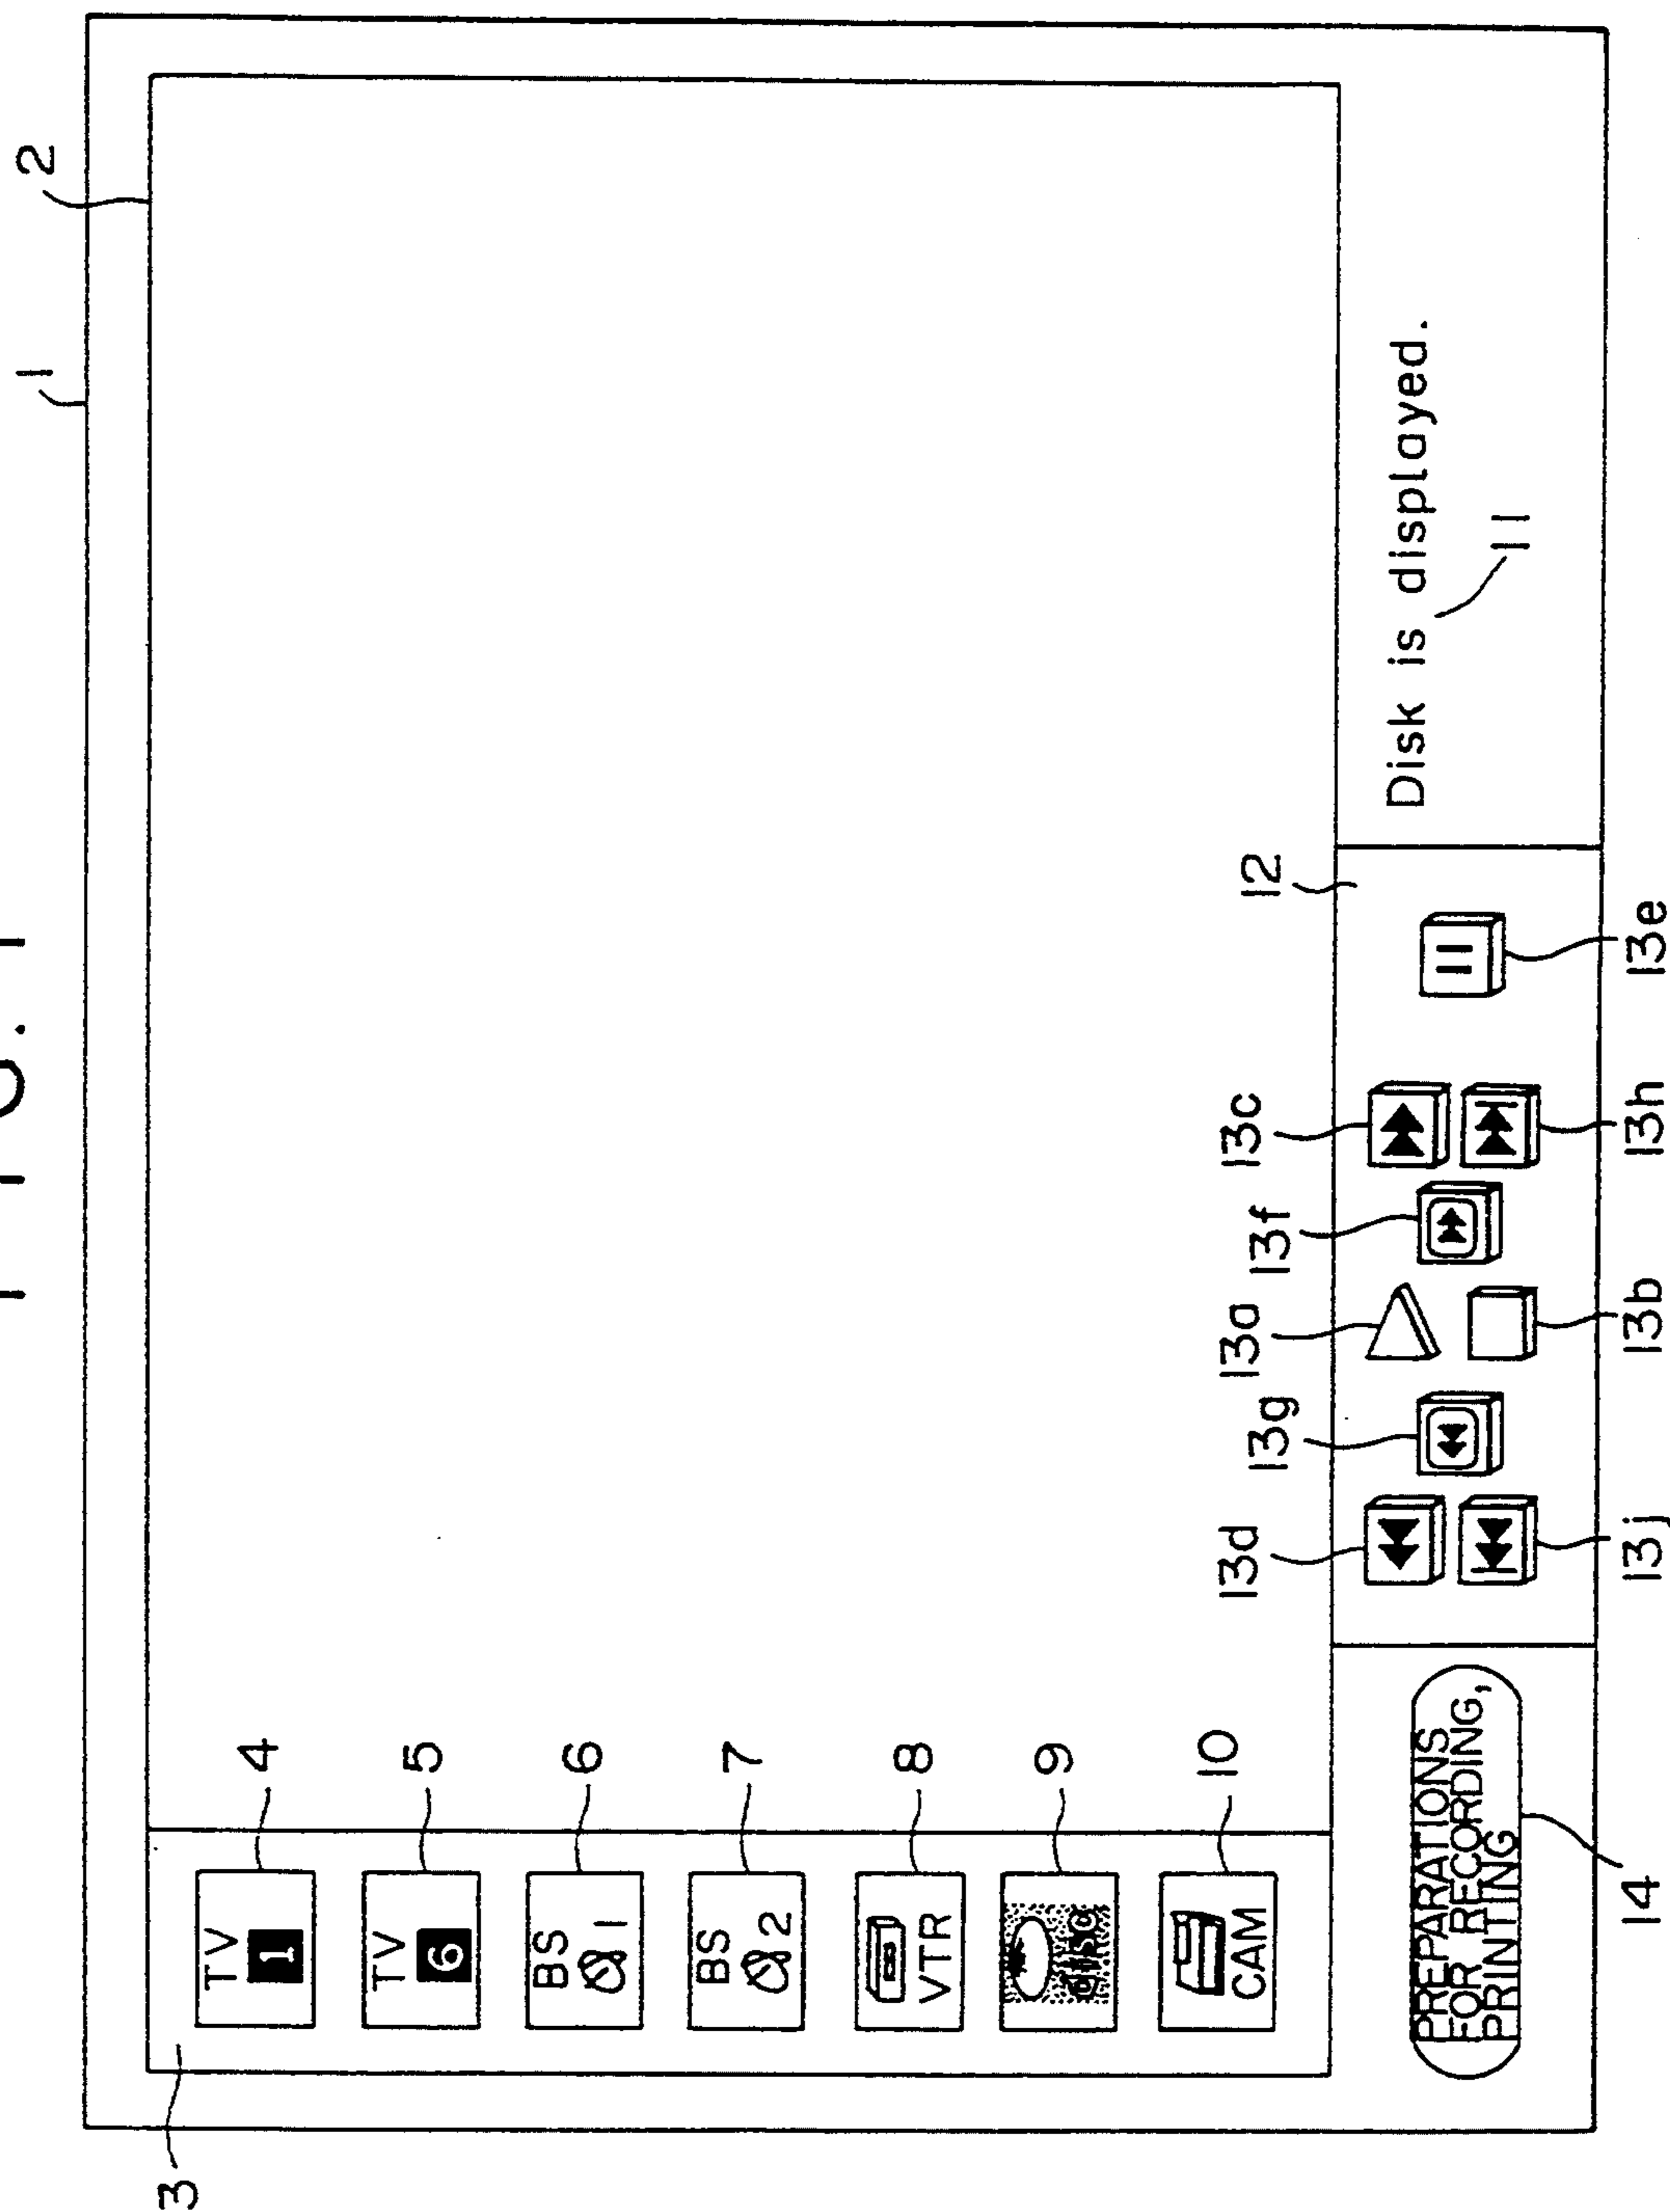 FIG. 1
1
2
3
TV
1
4
TV
6
5
BS
1
6
BS
2
7
VTR
8
disc
9
CAM
10
12
13d
13g
13a
13f
13c
13j
13b
13h
13e
Disk is displayed.
11
PREPARATIONS
FOR RECORDING,
PRINTING
14